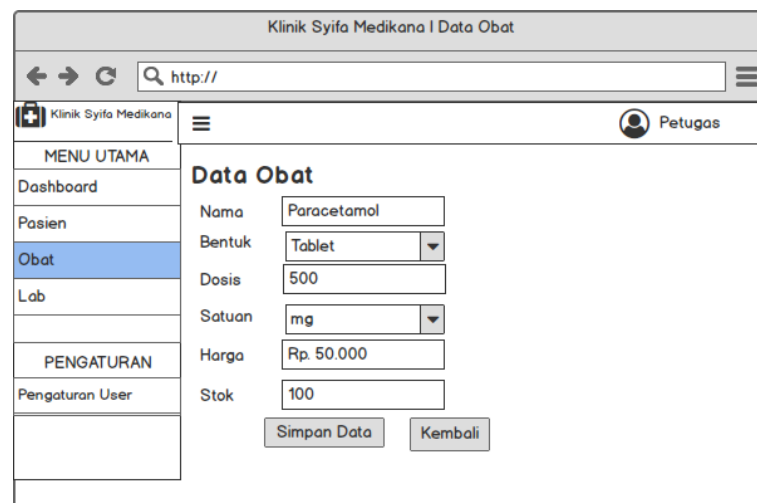 Klinik Syifa Medikana | Data Obat
http://
Klinik Syifa Medikana
Petugas
MENU UTAMA
Dashboard
Pasien
Obat
Lab
PENGATURAN
Pengaturan User
Data Obat
Nama Paracetamol
Bentuk Tablet
Dosis 500
Satuan mg
Harga Rp. 50.000
Stok 100
Simpan Data Kembali